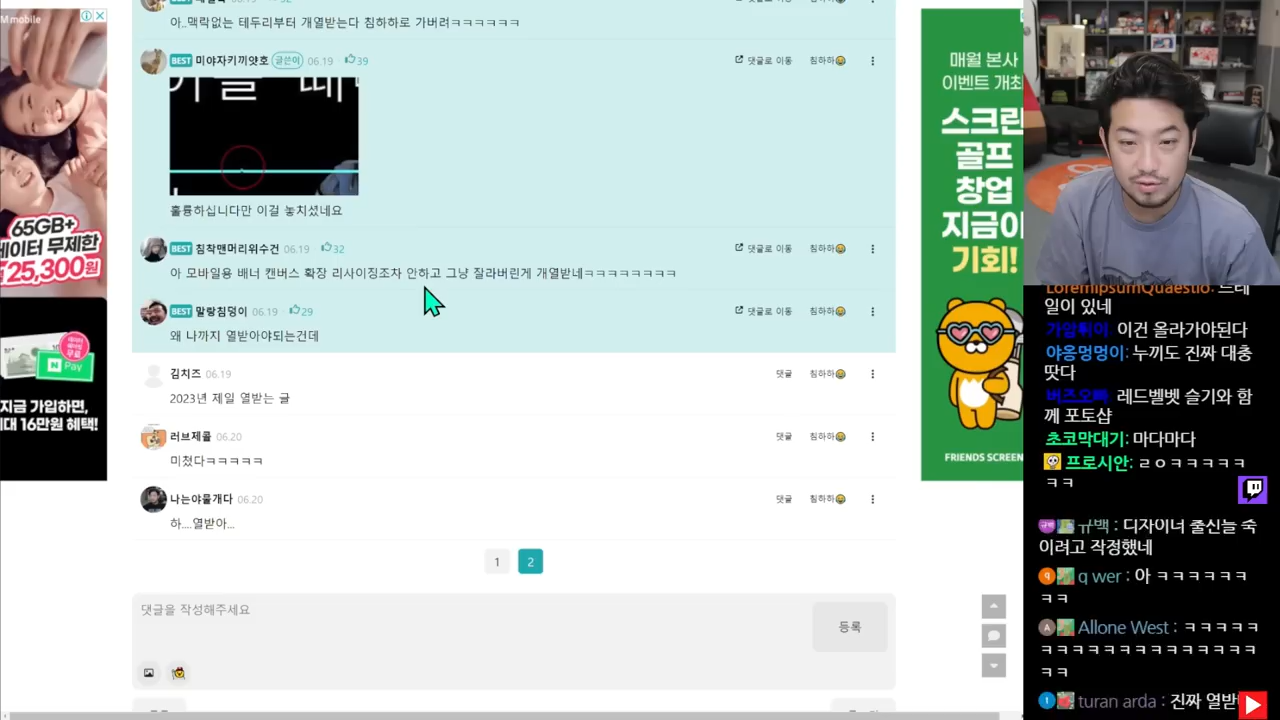 아..맥락없는 테두리부터 개열받는다 침하하로 가버려ㅋㅋㅋㅋㅋㅋ
BEST 미야자키끼얏호 글쓴이 06.19 39
댓글로 이동 침하하
훌륭하십니다만 이걸 놓치셨네요
BEST 침착맨머리위수건 06.19 32
댓글로 이동 침하하
아 모바일용 배너 캔버스 확장 리사이징조차 안하고 그냥 잘라버린게 개열받네ㅋㅋㅋㅋㅋㅋㅋㅋ
BEST 말랑침덩이 06.19 29
댓글로 이동 침하하
왜 나까지 열받아야되는건데
김치즈 06.19
댓글 침하하
2023년 제일 열받는 글
러브제콜 06.20
댓글 침하하
미쳤다ㅋㅋㅋㅋㅋ
나는야물개다 06.20
댓글 침하하
하....열받아...
1 2
댓글을 작성해주세요
등록
M mobile
65GB+
데이터 무제한
25,300원
N Pay
지금 가입하면,
16만원 혜택!
매월 본사
이벤트 개최
스크린
골프
창업
지금이
기회!
FRIENDS SCREEN
LoremipsumQuaestio: 드레
일이 있네
가암튀이: 이건 올라가야된다
야옹멍멍이: 누끼도 진짜 대충
땃다
버즈오빠: 레드벨벳 슬기와 함
께 포토샵
초코막대기: 마다마다
프로시안: ㄹㅇㅋㅋㅋㅋㅋ
ㅋㅋ
규백 : 디자이너 출신들 죽
이려고 작정했네
q wer : 아 ㅋㅋㅋㅋㅋㅋ
ㅋㅋ
Allone West : ㅋㅋㅋㅋㅋ
ㅋㅋㅋㅋㅋㅋㅋㅋㅋㅋㅋㅋㅋㅋ
ㅋㅋ
turan arda : 진짜 열받